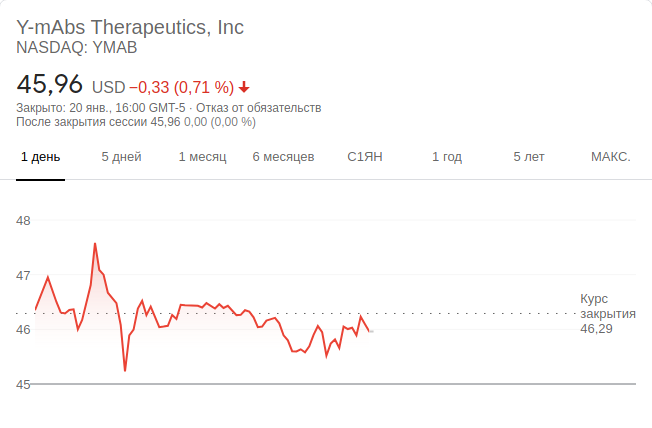 Y-mAbs Therapeutics, Inc
NASDAQ: YMAB
45,96 USD −0,33 (0,71 %)
Закрыто: 20 янв., 16:00 GMT-5 · Отказ от обязательств
После закрытия сессии 45,96 0,00 (0,00 %)
1 день 5 дней 1 месяц 6 месяцев С1ЯН 1 год 5 лет МАКС.
48
47
Курс
закрытия
46,29
46
45